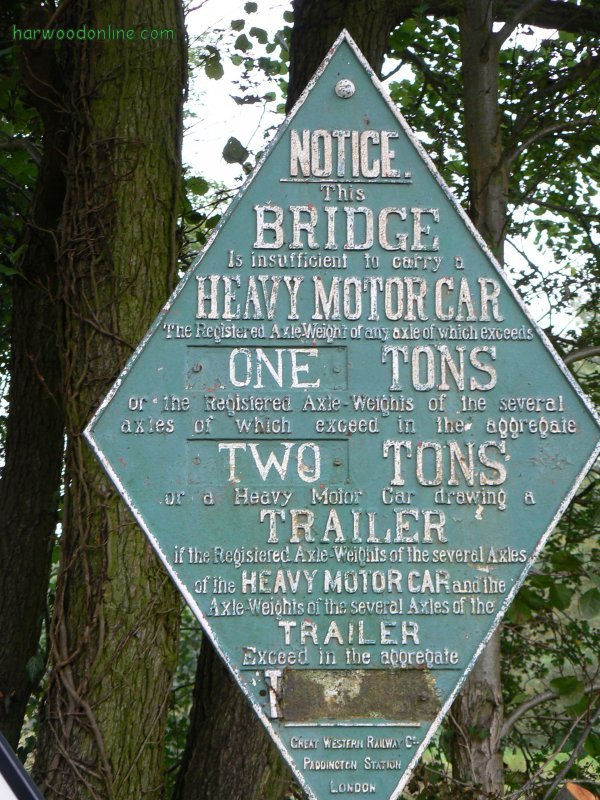 harwoodonline.com
NOTICE.
This
BRIDGE
Is insufficient to carry a
HEAVY MOTOR CAR
The Registered Axle-Weight of any axle of which exceeds
ONE TONS
or the Registered Axle-Weights of the several
axles of which exceed in the aggregate
TWO TONS
or a Heavy Motor Car drawing a
TRAILER
if the Registered Axle-Weights of the several Axles
of the HEAVY MOTOR CAR and the
Axle-Weights of the several Axles of the
TRAILER
Exceed in the aggregate
T
GREAT WESTERN RAILWAY Co.
PADDINGTON STATION
LONDON